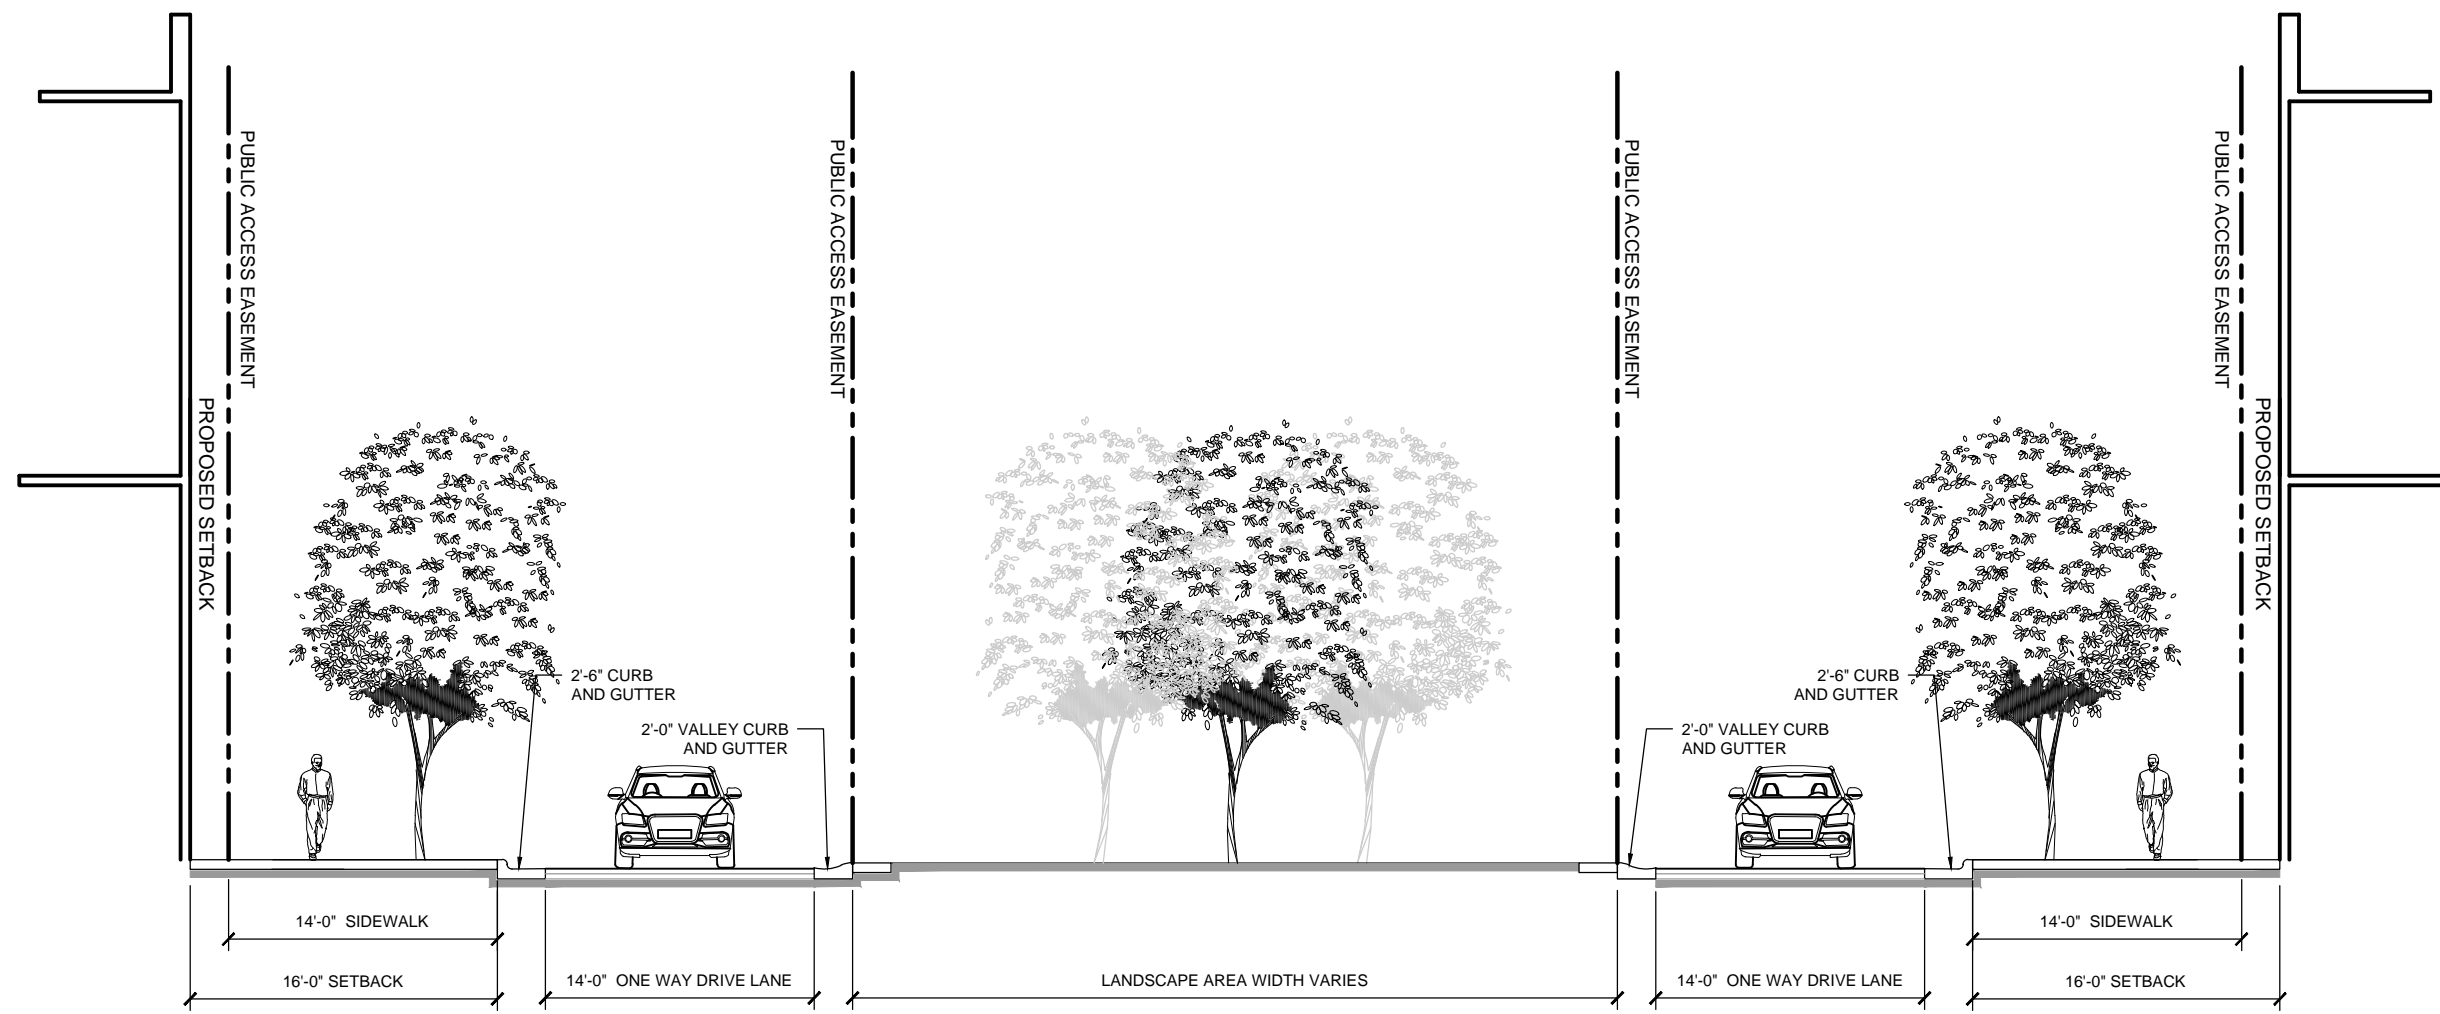 PUBLIC ACCESS EASEMENT
PUBLIC ACCESS EASEMENT
PUBLIC ACCESS EASEMENT
PUBLIC ACCESS EASEMENT
PROPOSED SETBACK
PROPOSED SETBACK
2'-6" CURB
AND GUTTER
2'-0" VALLEY CURB
AND GUTTER
2'-6" CURB
AND GUTTER
2'-0" VALLEY CURB
AND GUTTER
14'-0" SIDEWALK
14'-0" SIDEWALK
16'-0" SETBACK
14'-0" ONE WAY DRIVE LANE
LANDSCAPE AREA WIDTH VARIES
14'-0" ONE WAY DRIVE LANE
16'-0" SETBACK